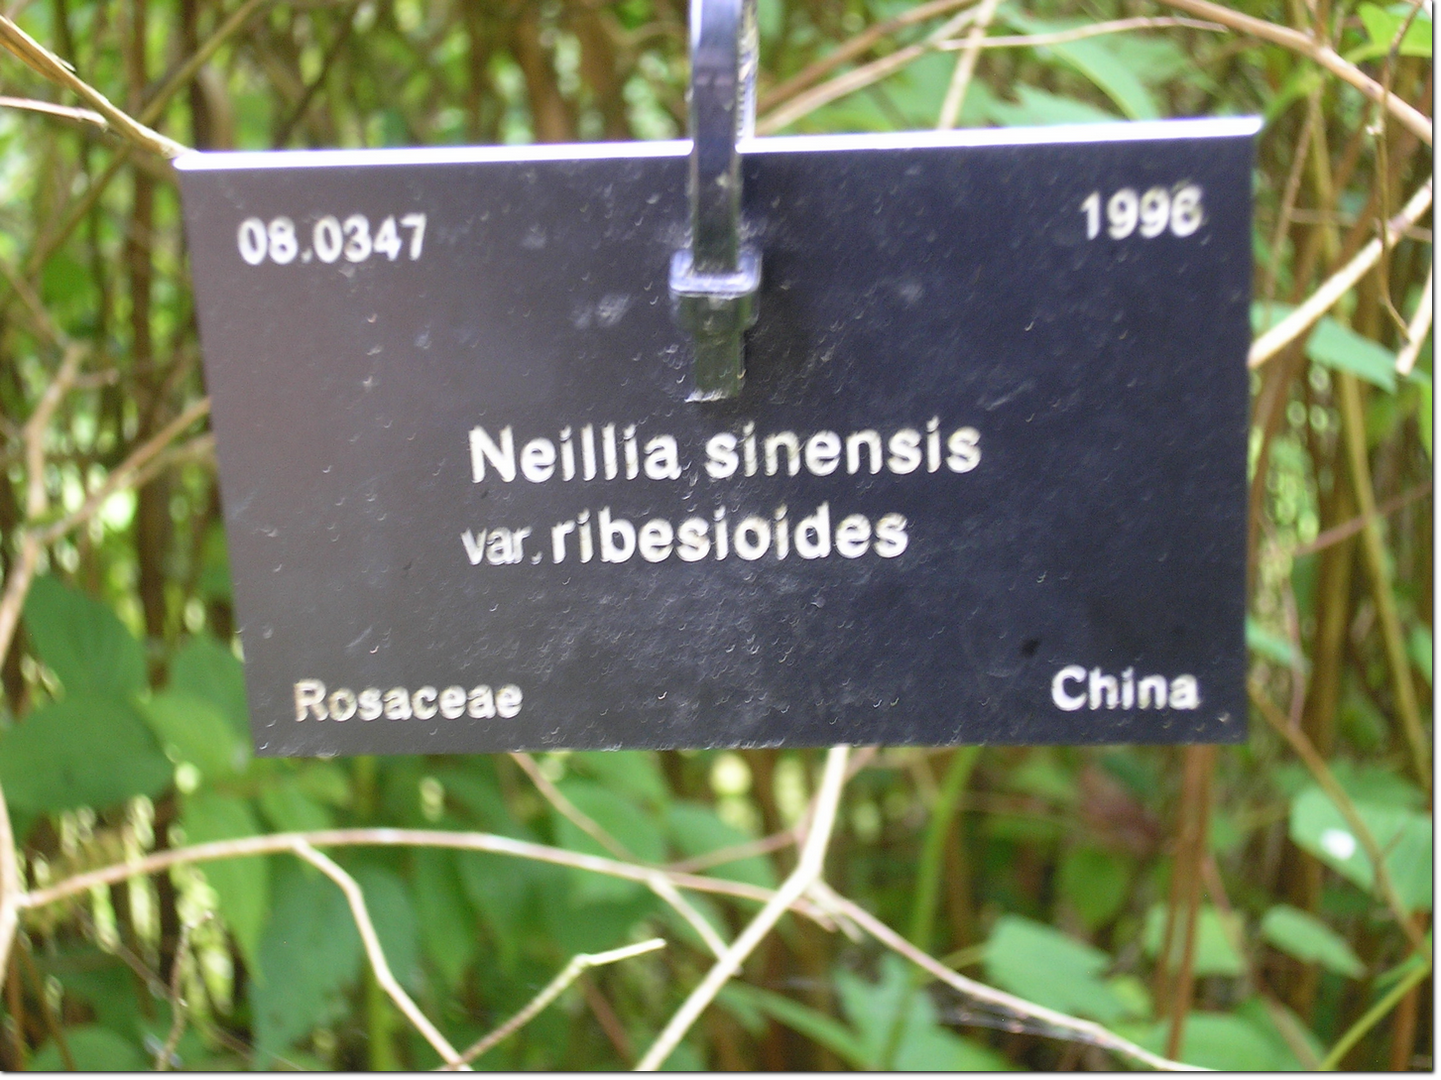 08.0347 1996
Neillia sinensis
var. ribesioides
Rosaceae China